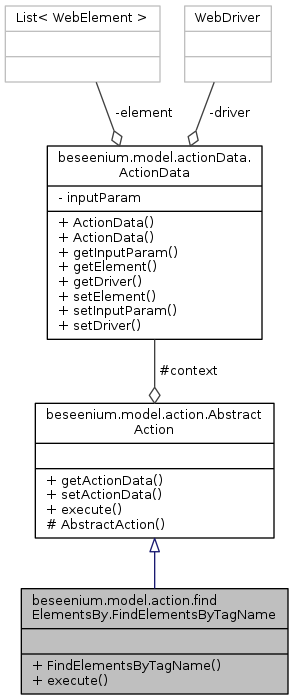 List< WebElement >
WebDriver
-element
-driver
beseenium.model.actionData.
ActionData
- inputParam
+ ActionData()
+ ActionData()
+ getInputParam()
+ getElement()
+ getDriver()
+ setElement()
+ setInputParam()
+ setDriver()
#context
beseenium.model.action.Abstract
Action
+ getActionData()
+ setActionData()
+ execute()
# AbstractAction()
beseenium.model.action.find
ElementsBy.FindElementsByTagName
+ FindElementsByTagName()
+ execute()